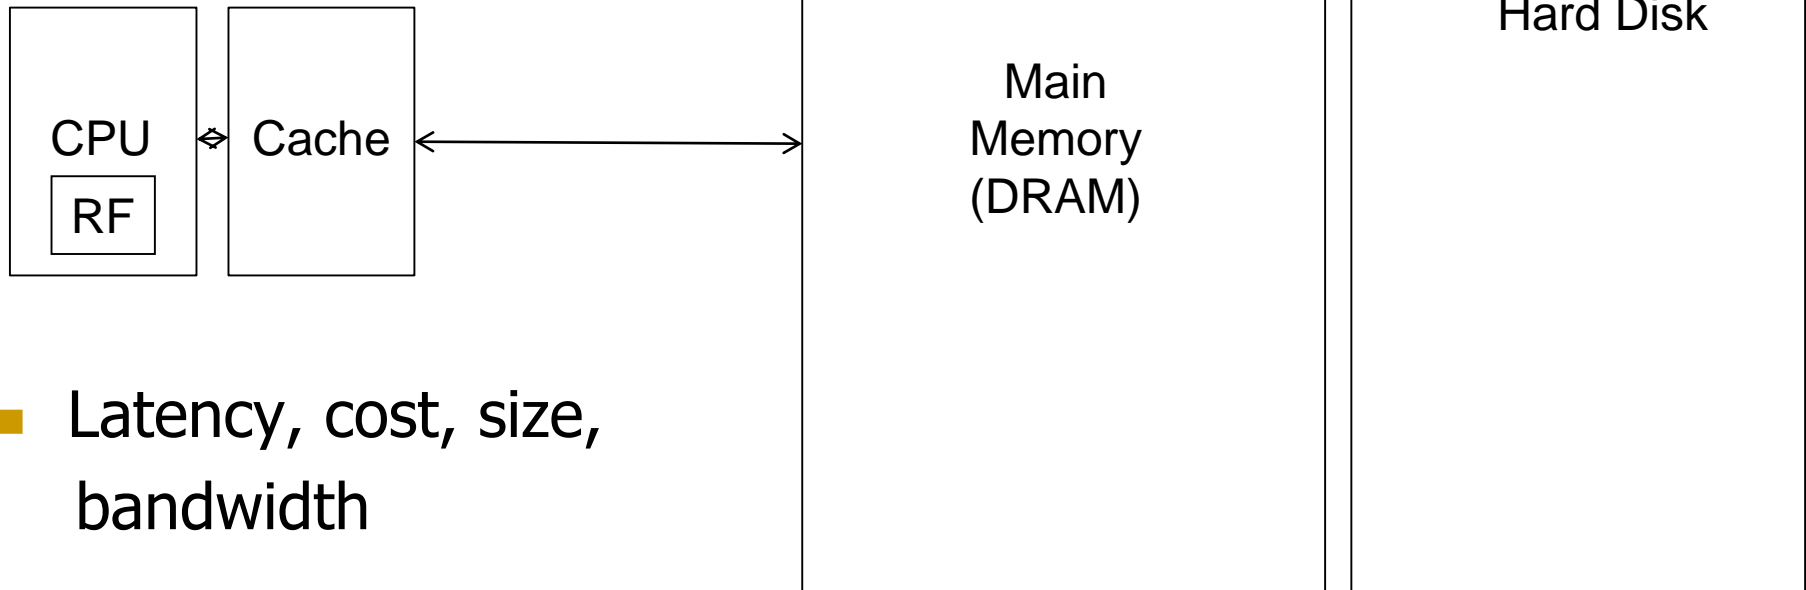 Hard Disk
Main
Memory
(DRAM)
CPU
Cache
RF
Latency, cost, size,
bandwidth